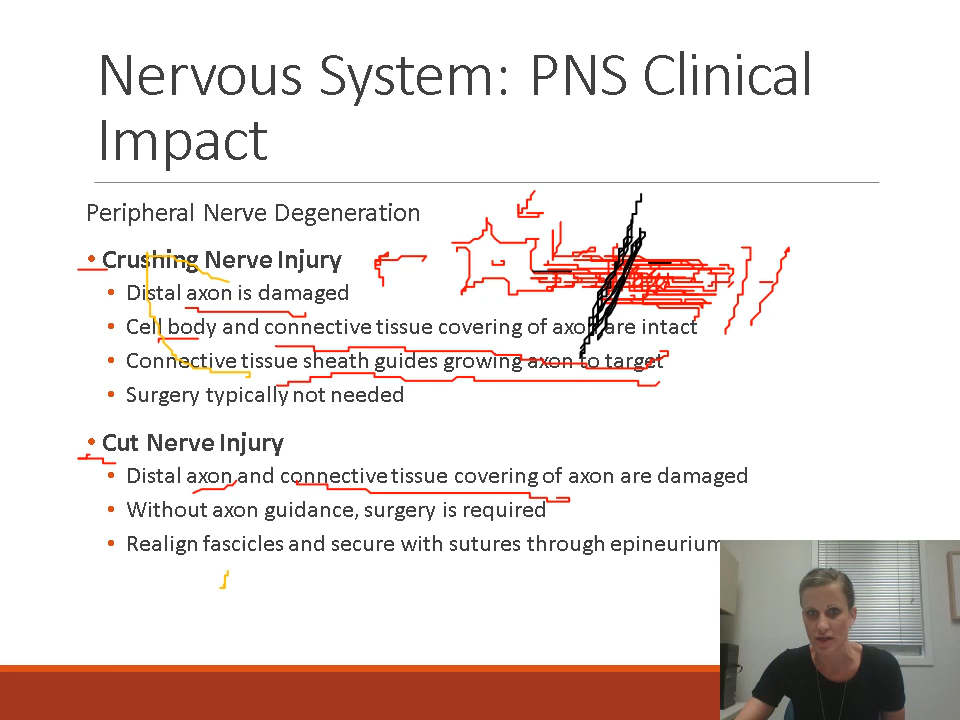 Nervous System: PNS Clinical
Impact
Peripheral Nerve Degeneration
• Crushing Nerve Injury
• Distal axon is damaged
• Cell body and connective tissue covering of axon are intact
• Connective tissue sheath guides growing axon to target
• Surgery typically not needed
• Cut Nerve Injury
• Distal axon and connective tissue covering of axon are damaged
• Without axon guidance, surgery is required
• Realign fascicles and secure with sutures through epineurium